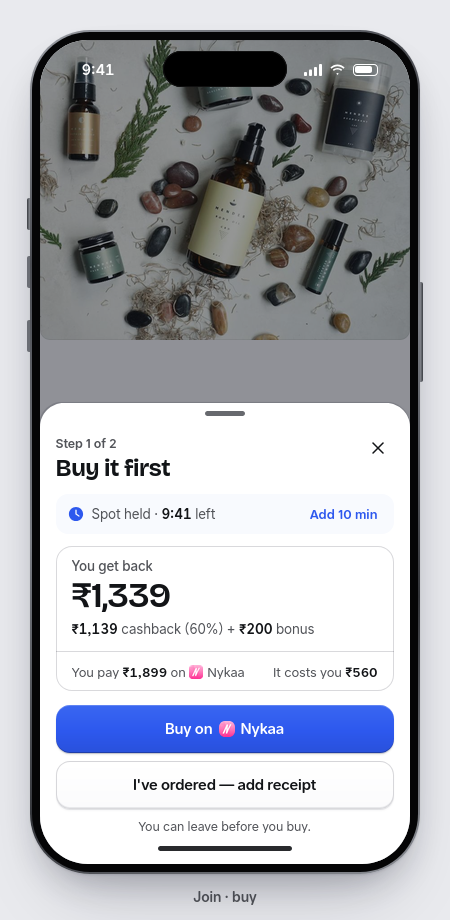 9:41
Step 1 of 2
Buy it first
Spot held · 9:41 left
Add 10 min
You get back
₹1,339
₹1,139 cashback (60%) + ₹200 bonus
You pay ₹1,899 on Nykaa
It costs you ₹560
Buy on Nykaa
I've ordered — add receipt
You can leave before you buy.
Join · buy